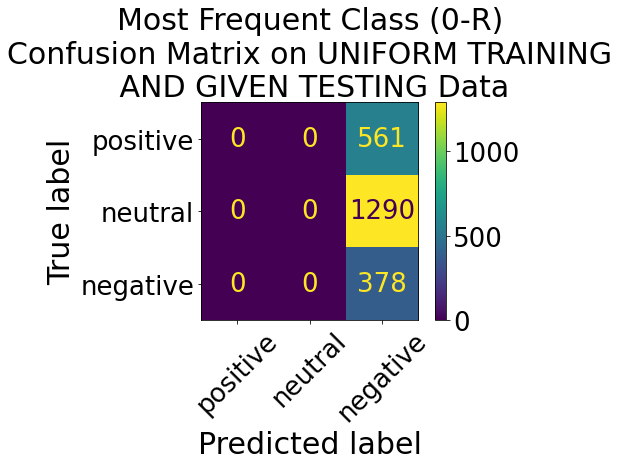 Most Frequent Class (0-R)
Confusion Matrix on UNIFORM TRAINING
AND GIVEN TESTING Data
True label
positive 0 0 561
neutral 0 0 1290
negative 0 0 378
1000
500
0
positive neutral negative
Predicted label